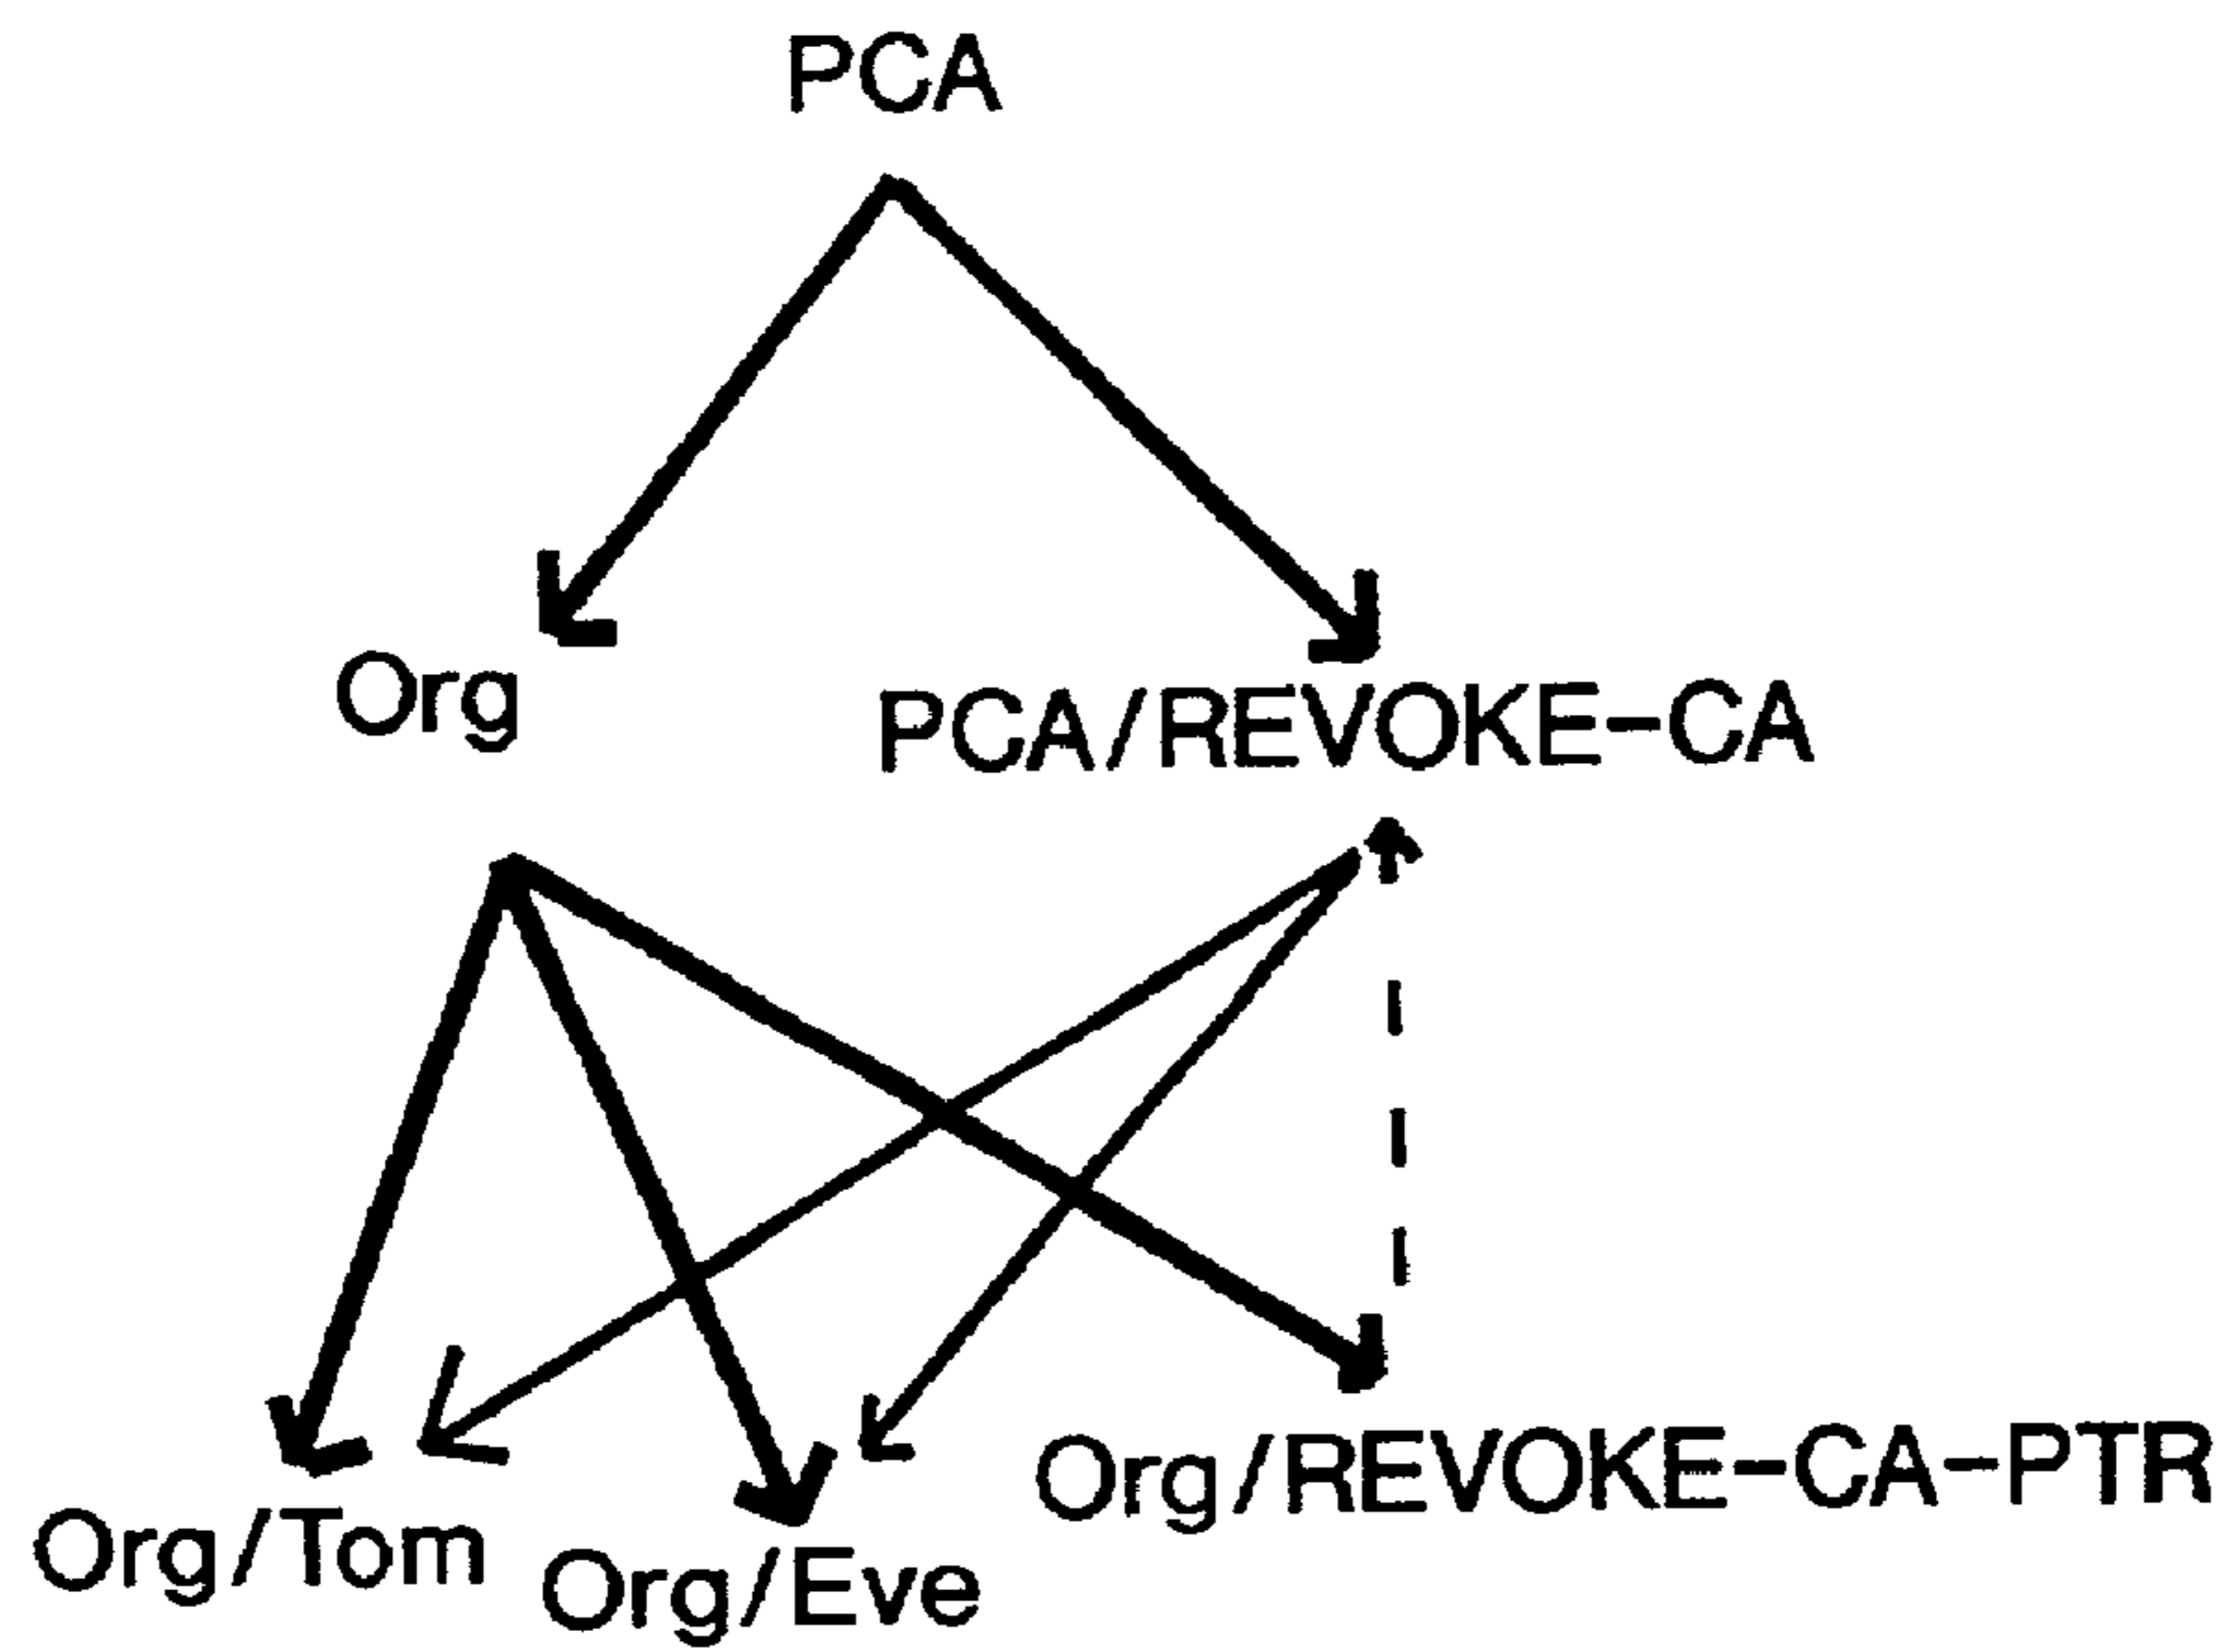 PCA
Org
PCA/REVOKE-CA
Org/Tom
Org/Eve
Org/REVOKE-CA-PTR